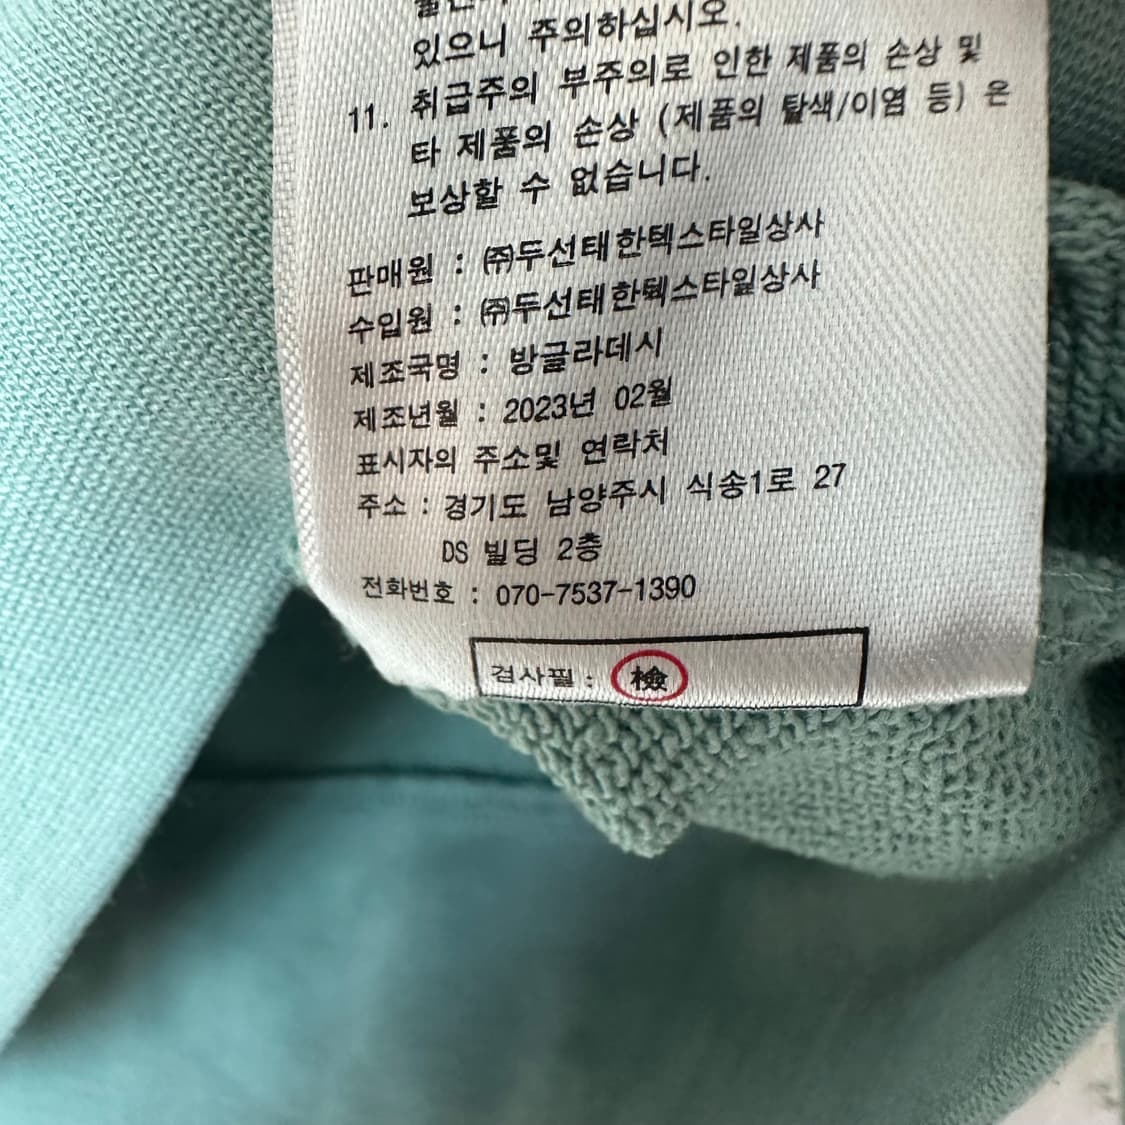 있으니 주의하십시오.
11. 취급주의 부주의로 인한 제품의 손상 및
타 제품의 손상 (제품의 탈색/이염 등) 은
보상할 수 없습니다.
판매원 : ㈜두선태한텍스타일상사
수입원 : ㈜두선태한텍스타일상사
제조국명 : 방글라데시
제조년월 : 2023년 02월
표시자의 주소및 연락처
주소 : 경기도 남양주시 식송1로 27
DS 빌딩 2층
전화번호 : 070-7537-1390
검사필 : 檢